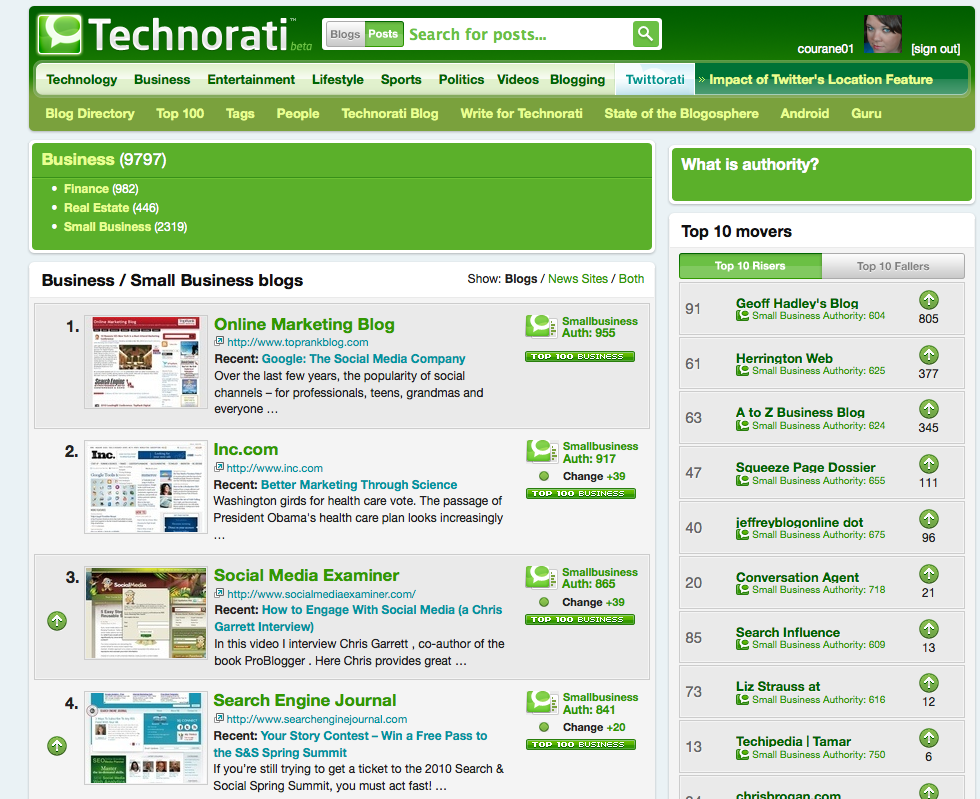 Technorati™ beta
Blogs Posts Search for posts...
courane01 [sign out]
Technology Business Entertainment Lifestyle Sports Politics Videos Blogging Twittorati » Impact of Twitter's Location Feature
Blog Directory Top 100 Tags People Technorati Blog Write for Technorati State of the Blogosphere Android Guru
Business (9797)
• Finance (982)
• Real Estate (446)
• Small Business (2319)
Business / Small Business blogs
Show: Blogs / News Sites / Both
1.
Online Marketing Blog
http://www.toprankblog.com
Recent: Google: The Social Media Company
Over the last few years, the popularity of social
channels – for professionals, teens, grandmas and
everyone …
Smallbusiness
Auth: 955
TOP 100 BUSINESS
2.
Inc.
Inc.com
http://www.inc.com
Recent: Better Marketing Through Science
Washington girds for health care vote. The passage of
President Obama's health care plan looks increasingly
…
Smallbusiness
Auth: 917
Change +39
TOP 100 BUSINESS
3.
SocialMedia
Social Media Examiner
http://www.socialmediaexaminer.com/
Recent: How to Engage With Social Media (a Chris
Garrett Interview)
In this video I interview Chris Garrett , co-author of the
book ProBlogger . Here Chris provides great …
Smallbusiness
Auth: 865
Change +39
TOP 100 BUSINESS
4.
Search Engine Journal
http://www.searchenginejournal.com
Recent: Your Story Contest – Win a Free Pass to
the S&S Spring Summit
If you're still trying to get a ticket to the 2010 Search &
Social Spring Summit, you must act fast! …
Smallbusiness
Auth: 841
Change +20
TOP 100 BUSINESS
What is authority?
Top 10 movers
Top 10 Risers Top 10 Fallers
91 Geoff Hadley's Blog
Small Business Authority: 604
805
61 Herrington Web
Small Business Authority: 625
377
63 A to Z Business Blog
Small Business Authority: 624
345
47 Squeeze Page Dossier
Small Business Authority: 655
111
40 jeffreyblogonline dot
Small Business Authority: 675
96
20 Conversation Agent
Small Business Authority: 718
21
85 Search Influence
Small Business Authority: 609
13
73 Liz Strauss at
Small Business Authority: 616
12
13 Techipedia | Tamar
Small Business Authority: 750
6
chrisbrogan.com